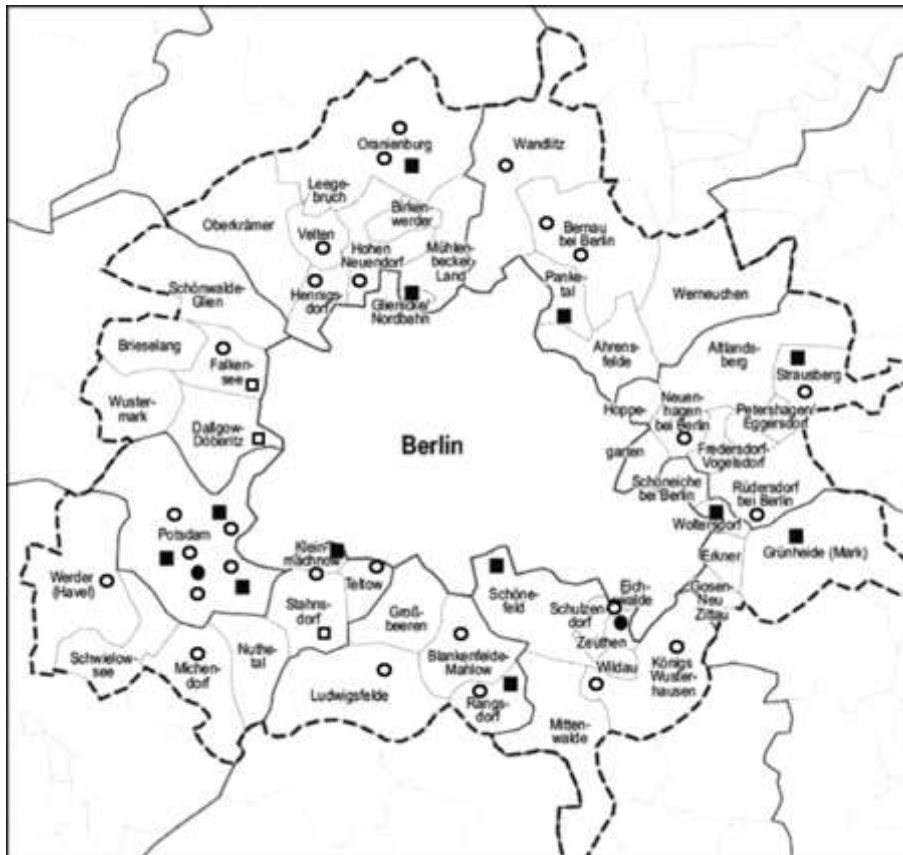 Oranienburg
Wandlitz
Leege-
bruch
Birken-
werder
Oberkrämer
Velten
Hohen
Neuendorf
Mühlen-
becker
Land
Bernau
bei Berlin
Schönwalde-
Glien
Hennigs-
dorf
Glienicke/
Nordbahn
Panke-
tal
Werneuchen
Brieselang
Falken-
see
Ahrens-
felde
Altlands-
berg
Strausberg
Wuster-
mark
Dallgow-
Döberitz
Hoppe-
garten
Neuen-
hagen
bei Berlin
Petershagen/
Eggersdorf
Fredersdorf-
Vogelsdorf
Berlin
Schöneiche
bei Berlin
Rüdersdorf
bei Berlin
Potsdam
Woltersdorf
Grünheide (Mark)
Erkner
Werder
(Havel)
Klein-
machnow
Teltow
Stahns-
dorf
Groß-
beeren
Schöne-
feld
Eich-
walde
Schulzen
dorf
Gosen-
Neu
Zittau
Zeuthen
Schwielow-
see
Michen-
dorf
Nuthe-
tal
Blankenfelde-
Mahlow
Wildau
Königs
Wuster-
hausen
Ludwigsfelde
Rangs-
dorf
Mitten-
walde